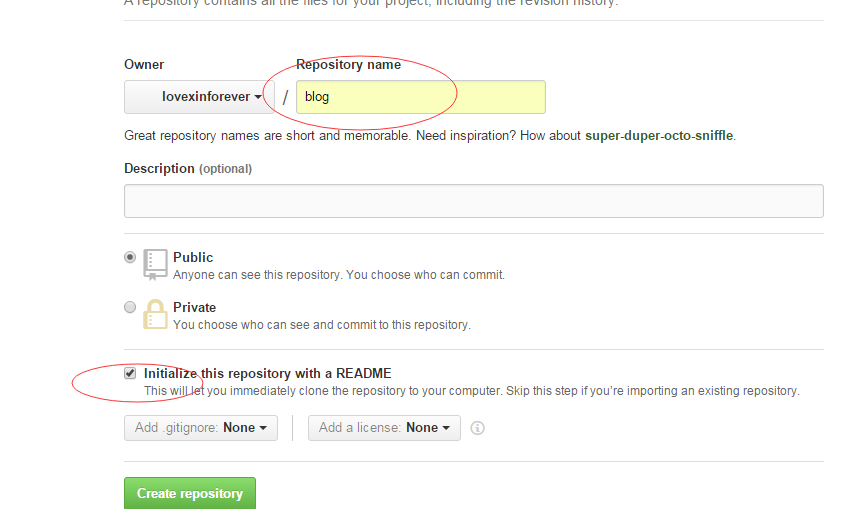 A repository contains all the files for your project, including the revision history.
Owner Repository name
lovexinforever / blog
Great repository names are short and memorable. Need inspiration? How about super-duper-octo-sniffle.
Description (optional)
Public
Anyone can see this repository. You choose who can commit.
Private
You choose who can see and commit to this repository.
Initialize this repository with a README
This will let you immediately clone the repository to your computer. Skip this step if you're importing an existing repository.
Add .gitignore: None Add a license: None
Create repository